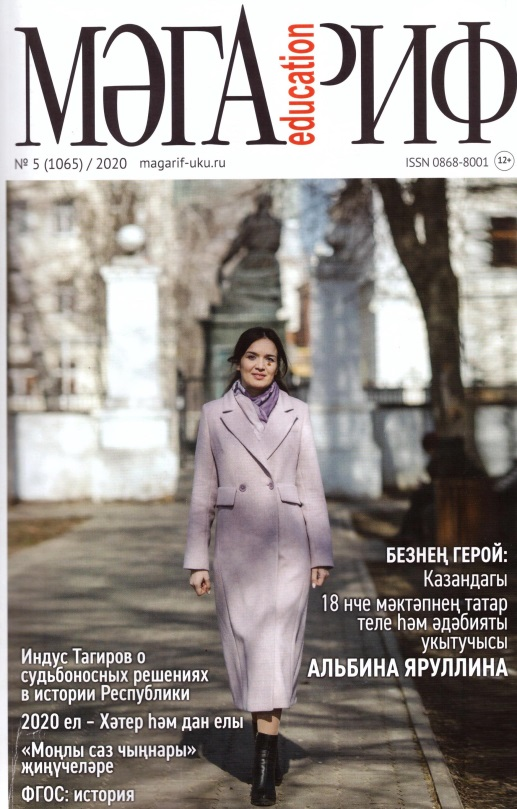 МӘГАРИФ
education
№ 5 (1065) / 2020 magarif-uku.ru ISSN 0868-8001 12+
БЕЗНЕҢ ГЕРОЙ:
Казандагы
18 нче мәктәпнең татар
теле һәм әдәбияты
укытучысы
АЛЬБИНА ЯРУЛЛИНА
Индус Тагиров о
судьбоносных решениях
в истории Республики
2020 ел – Хәтер һәм дан елы
«Моңлы саз чыңнары»
җиңүчеләре
ФГОС: история